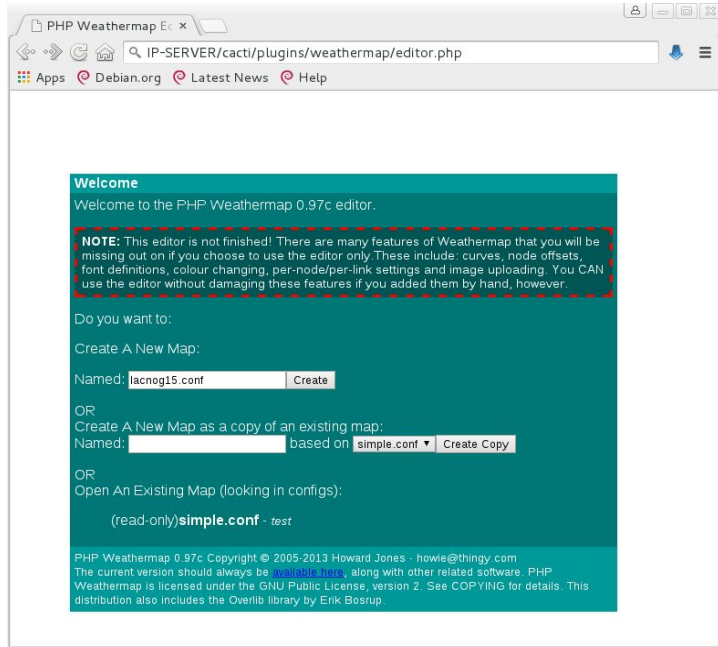 PHP Weathermap Ec ×
IP-SERVER/cacti/plugins/weathermap/editor.php
Apps Debian.org Latest News Help
Welcome
Welcome to the PHP Weathermap 0.97c editor.
NOTE: This editor is not finished! There are many features of Weathermap that you will be
missing out on if you choose to use the editor only.These include: curves, node offsets,
font definitions, colour changing, per-node/per-link settings and image uploading. You CAN
use the editor without damaging these features if you added them by hand, however.
Do you want to:
Create A New Map:
Named: lacnog15.conf Create
OR
Create A New Map as a copy of an existing map:
Named: based on simple.conf ▼ Create Copy
OR
Open An Existing Map (looking in configs):
(read-only)simple.conf - test
PHP Weathermap 0.97c Copyright © 2005-2013 Howard Jones - howie@thingy.com
The current version should always be available here, along with other related software. PHP
Weathermap is licensed under the GNU Public License, version 2. See COPYING for details. This
distribution also includes the Overlib library by Erik Bosrup.